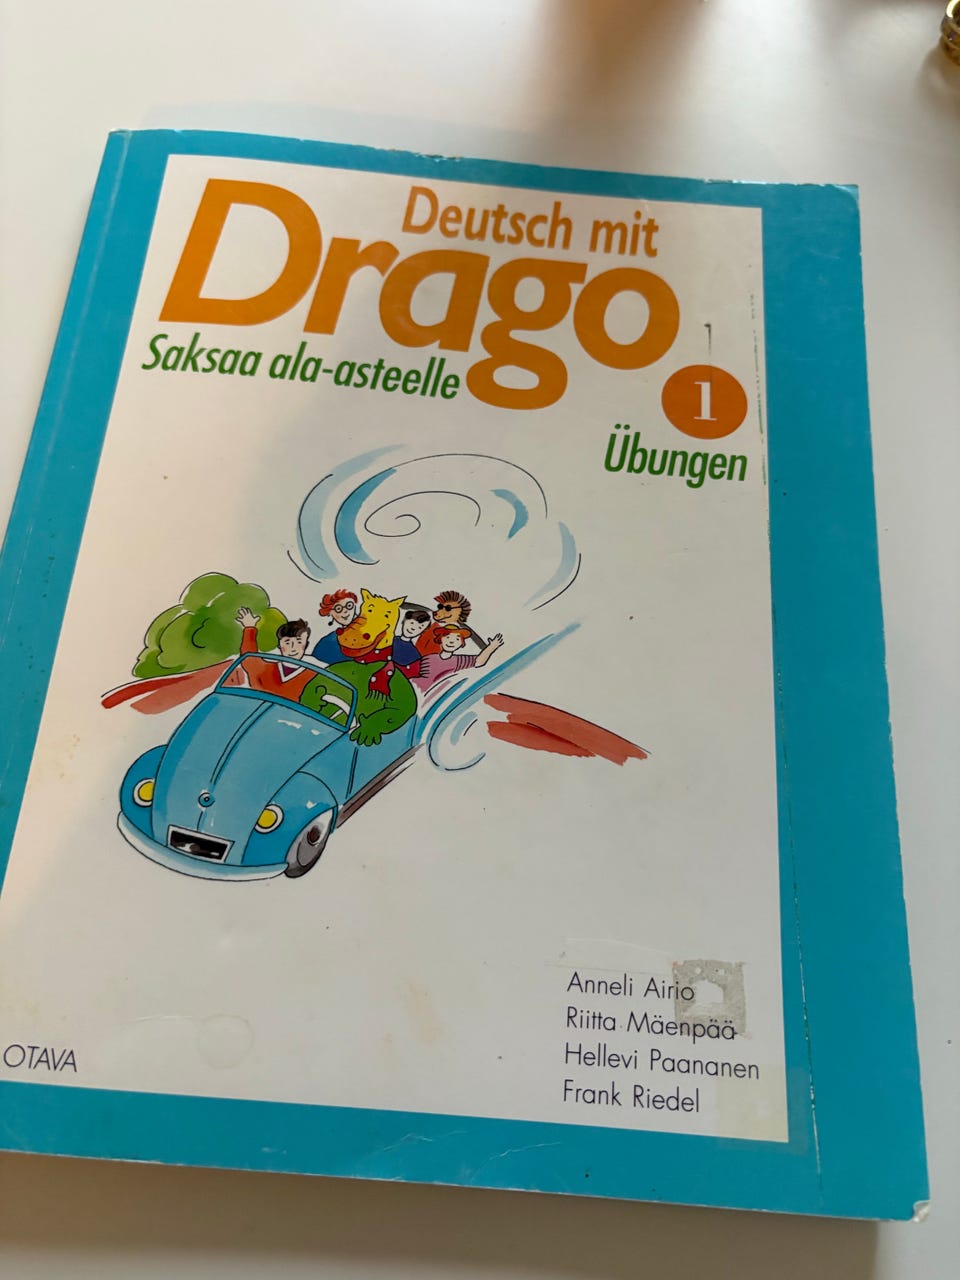 Deutsch mit
Drago
Saksaa ala-asteelle
1
Übungen
Anneli Airio
Riitta Mäenpää
Hellevi Paananen
Frank Riedel
OTAVA